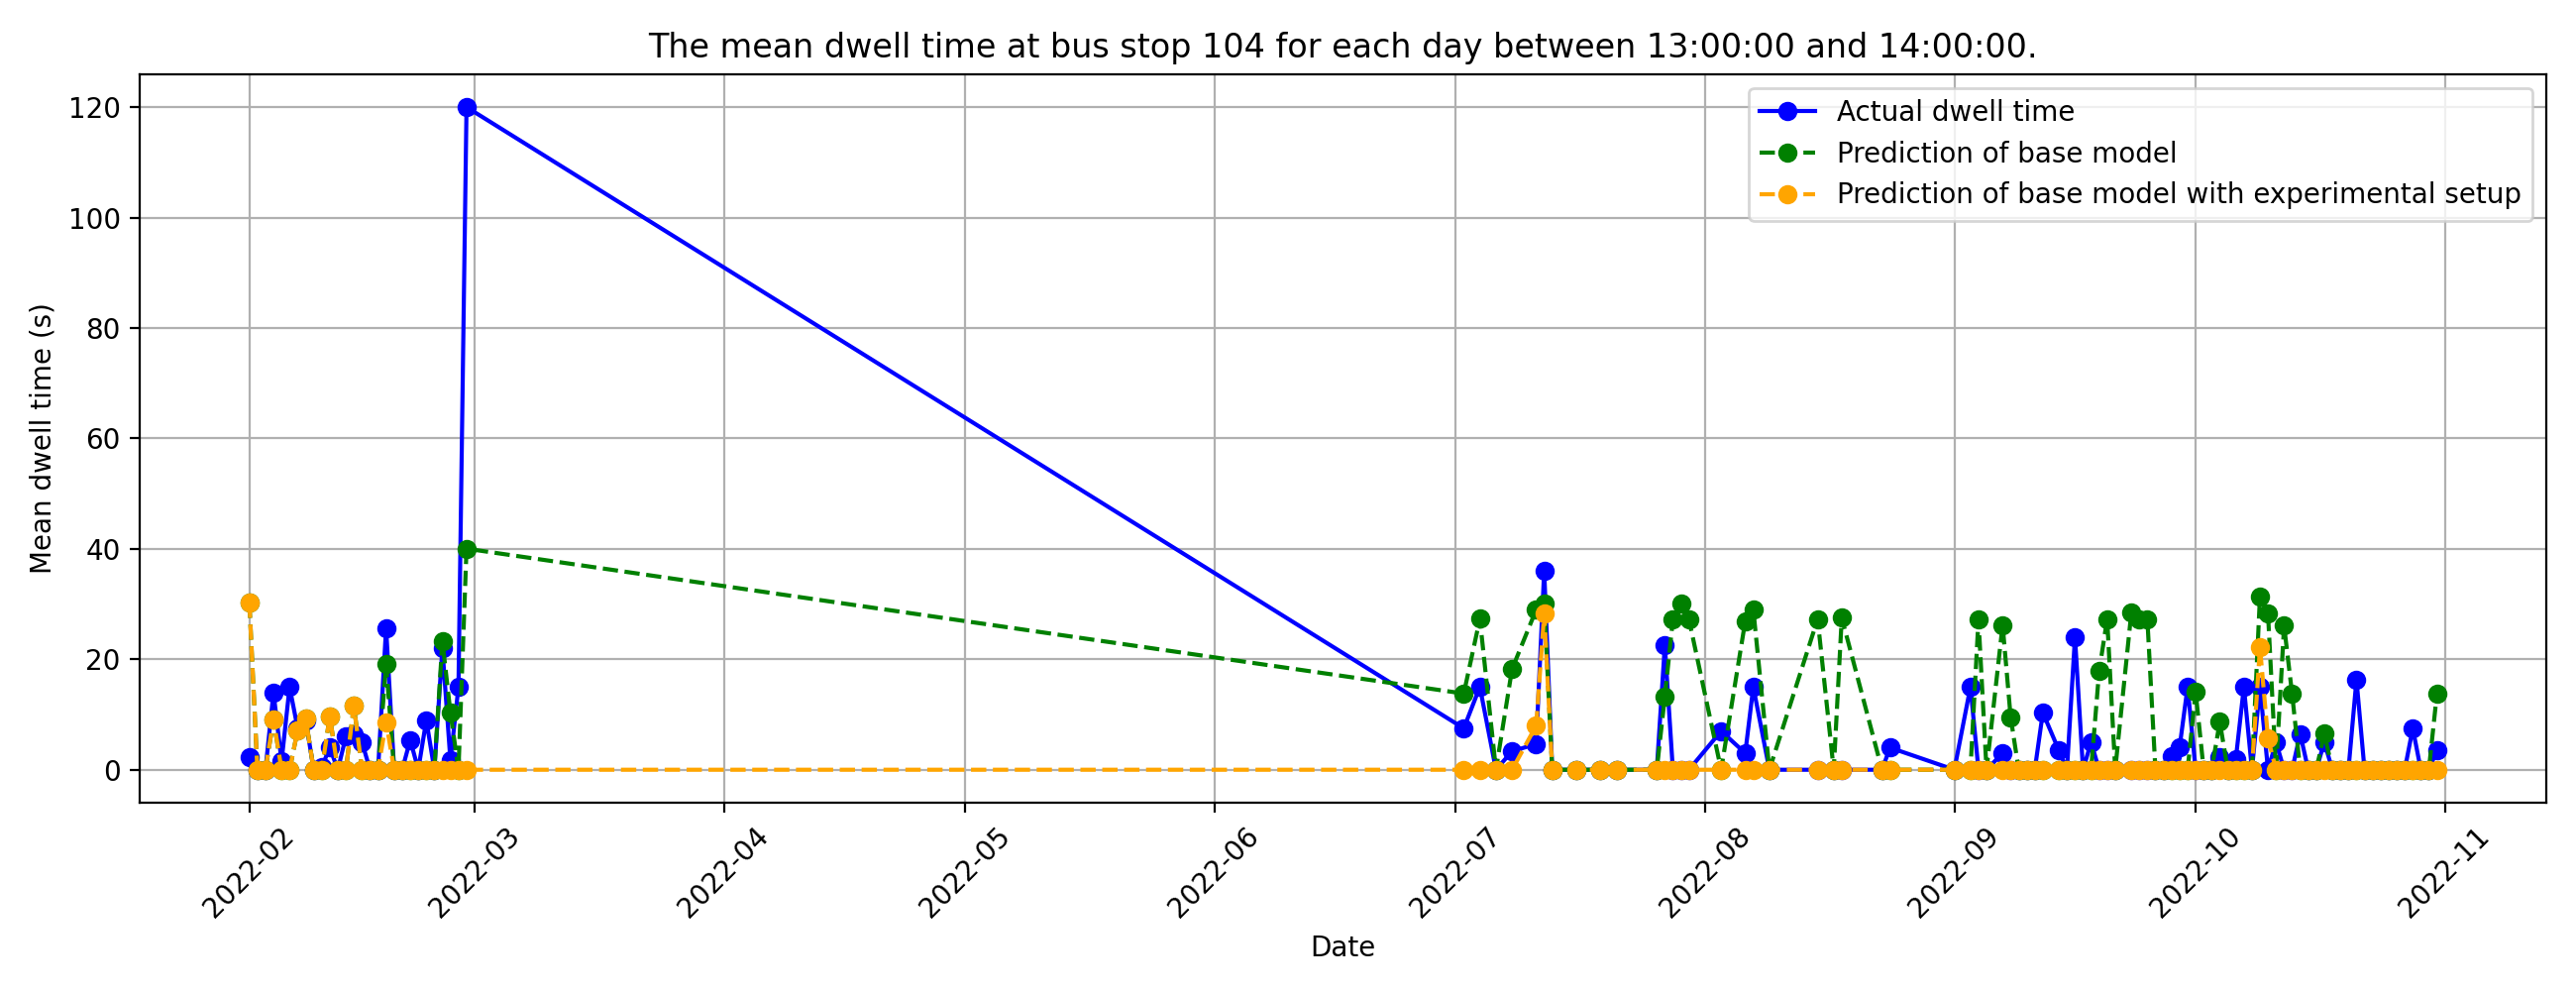 The mean dwell time at bus stop 104 for each day between 13:00:00 and 14:00:00.
Actual dwell time
Prediction of base model
Prediction of base model with experimental setup
Mean dwell time (s)
120
100
80
60
40
20
0
2022-02
2022-03
2022-04
2022-05
2022-06
2022-07
2022-08
2022-09
2022-10
2022-11
Date